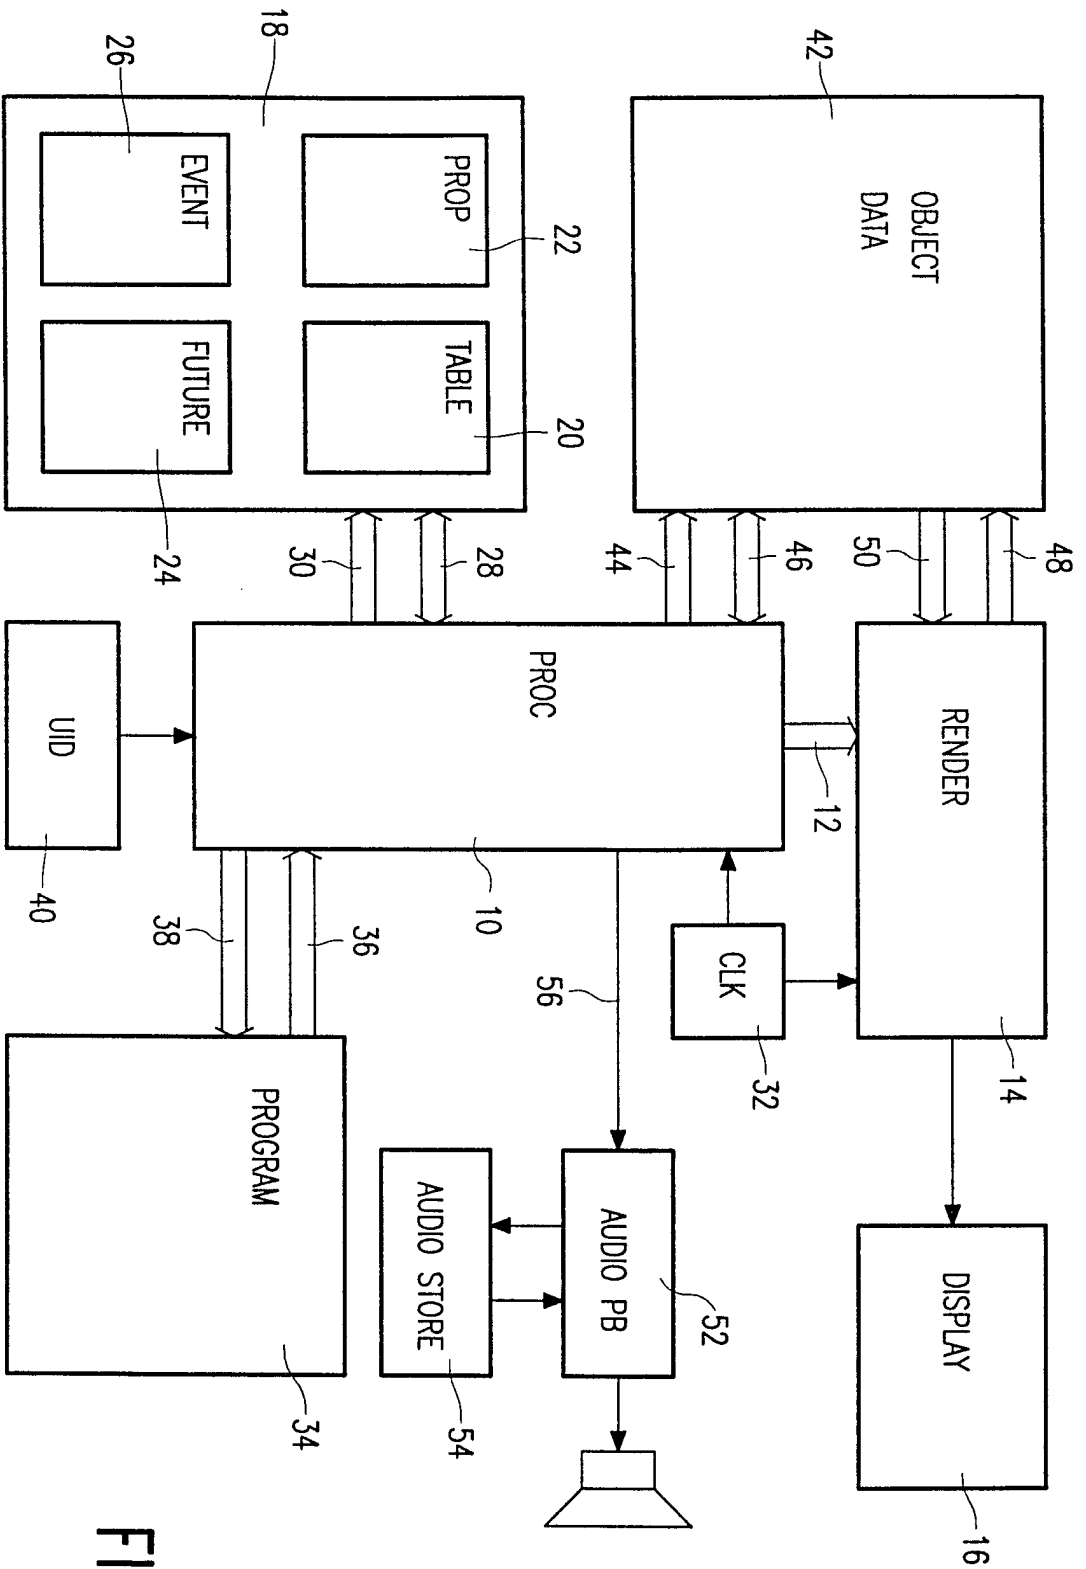 18
26
EVENT
PROP
22
FUTURE
TABLE
20
24
42
OBJECT
DATA
30
28
44
46
50
48
UID
40
PROC
10
12
RENDER
14
CLK
32
38
36
56
PROGRAM
34
AUDIO PB
52
AUDIO STORE
54
DISPLAY
16
FI